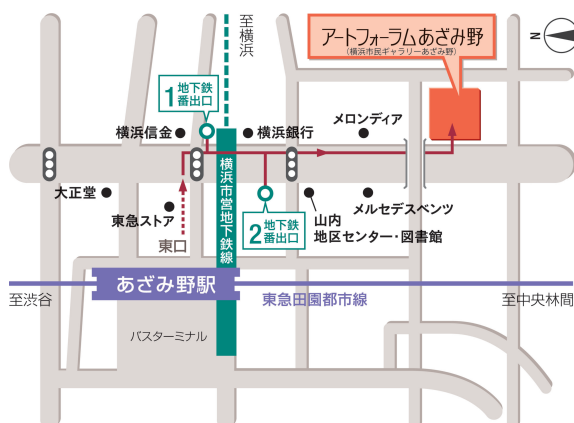 至横浜
アートフォーラムあざみ野
(横浜市民ギャラリーあざみ野)
N
1 地下鉄
番出口
横浜信金
横浜銀行
メロンディア
大正堂
東急ストア
東口
横浜市営地下鉄線
2 地下鉄
番出口
山内
地区センター・図書館
メルセデスベンツ
あざみ野駅
至渋谷
東急田園都市線
至中央林間
バスターミナル